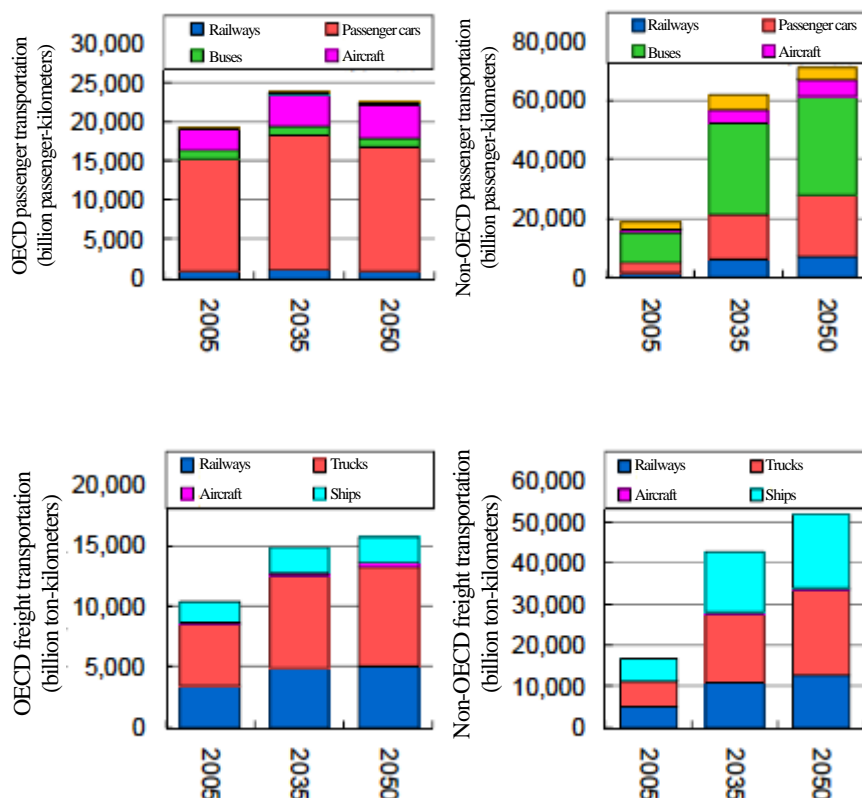 OECD passenger transportation
(billion passenger-kilometers)
30,000
25,000
20,000
15,000
10,000
5,000
0
Railways Passenger cars
Buses Aircraft
2005 2035 2050
Non-OECD passenger transportation
(billion passenger-kilometers)
80,000
60,000
40,000
20,000
0
Railways Passenger cars
Buses Aircraft
2005 2035 2050
OECD freight transportation
(billion ton-kilometers)
20,000
15,000
10,000
5,000
0
Railways Trucks
Aircraft Ships
2005 2035 2050
Non-OECD freight transportation
(billion ton-kilometers)
60,000
50,000
40,000
30,000
20,000
10,000
0
Railways Trucks
Aircraft Ships
2005 2035 2050